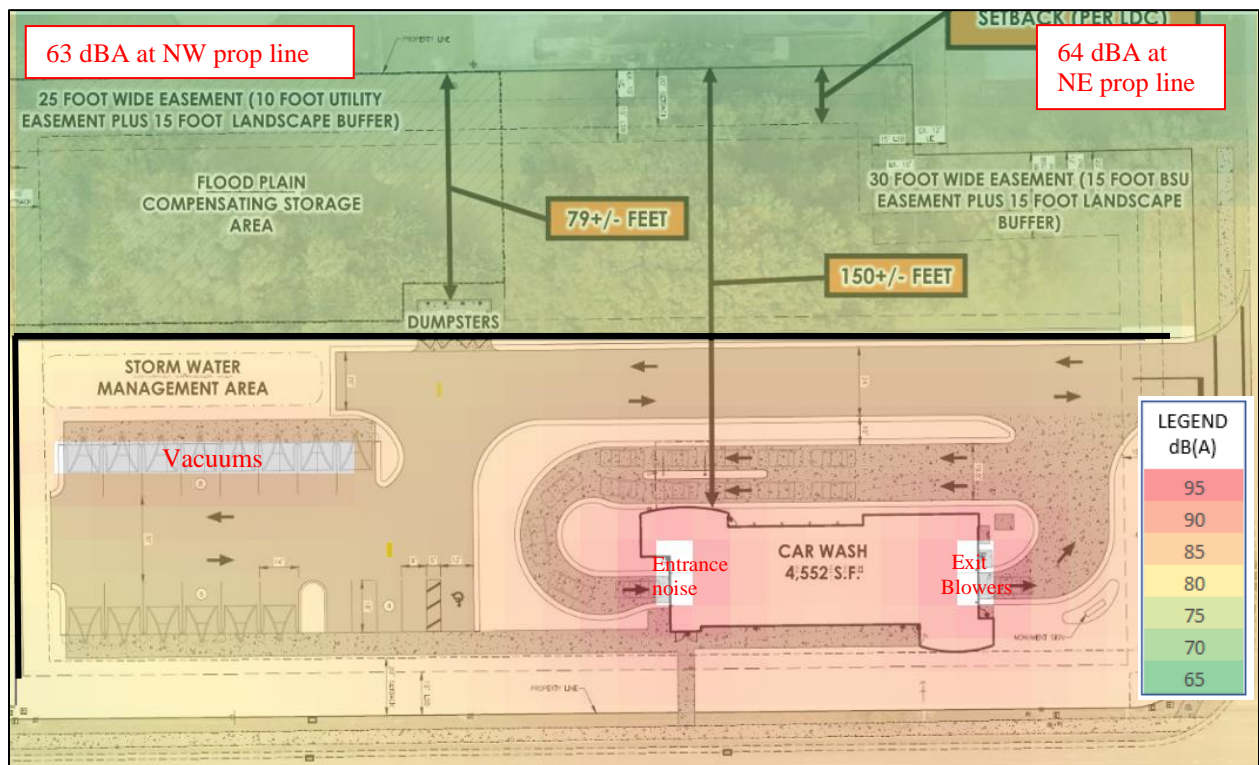 SETBACK (PER LDC)
63 dBA at NW prop line
PROPERTY LINE
64 dBA at
NE prop line
25 FOOT WIDE EASEMENT (10 FOOT UTILITY
EASEMENT PLUS 15 FOOT LANDSCAPE
BUFFER)
FLOOD PLAIN
COMPENSATING STORAGE
AREA
30 FOOT WIDE EASEMENT (15 FOOT BSU
EASEMENT PLUS 15 FOOT LANDSCAPE
BUFFER)
79+/- FEET
150+/- FEET
DUMPSTERS
STORM WATER
MANAGEMENT AREA
Vacuums
LEGEND
dB(A)
95
90
85
80
75
70
65
CAR WASH
4,552 S.F.
Entrance
noise
Exit
Blowers
MONUMENT SIGN
PROPERTY LINE